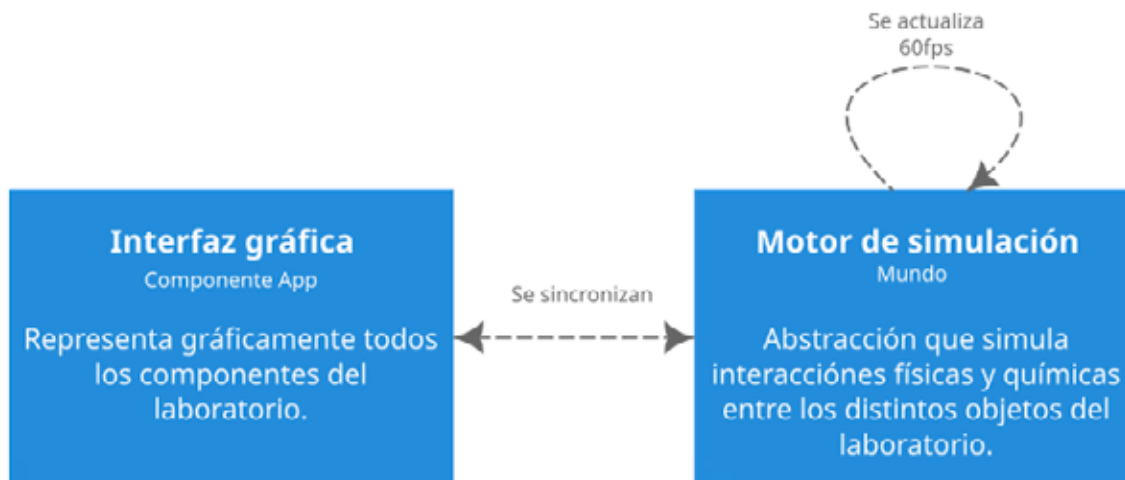 Se actualiza
60fps
Interfaz gráfica
Componente App
Representa gráficamente todos
los componentes del
laboratorio.
Se sincronizan
Motor de simulación
Mundo
Abstracción que simula
interacciónes físicas y químicas
entre los distintos objetos del
laboratorio.